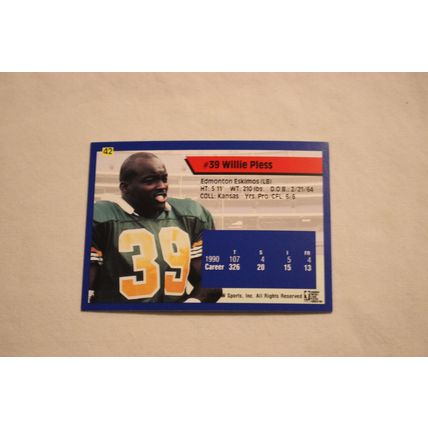 42
#39 Willie Pless
Edmonton Eskimos (LB)
HT: 5 11 WT: 210 lbs. D.O.B.: 2/21/64
COLL: Kansas Yrs. Pro: CFL 5/5
39
T S I FR
1990 107 4 5 4
Career 326 20 15 13
Sports, Inc. All Rights Reserved